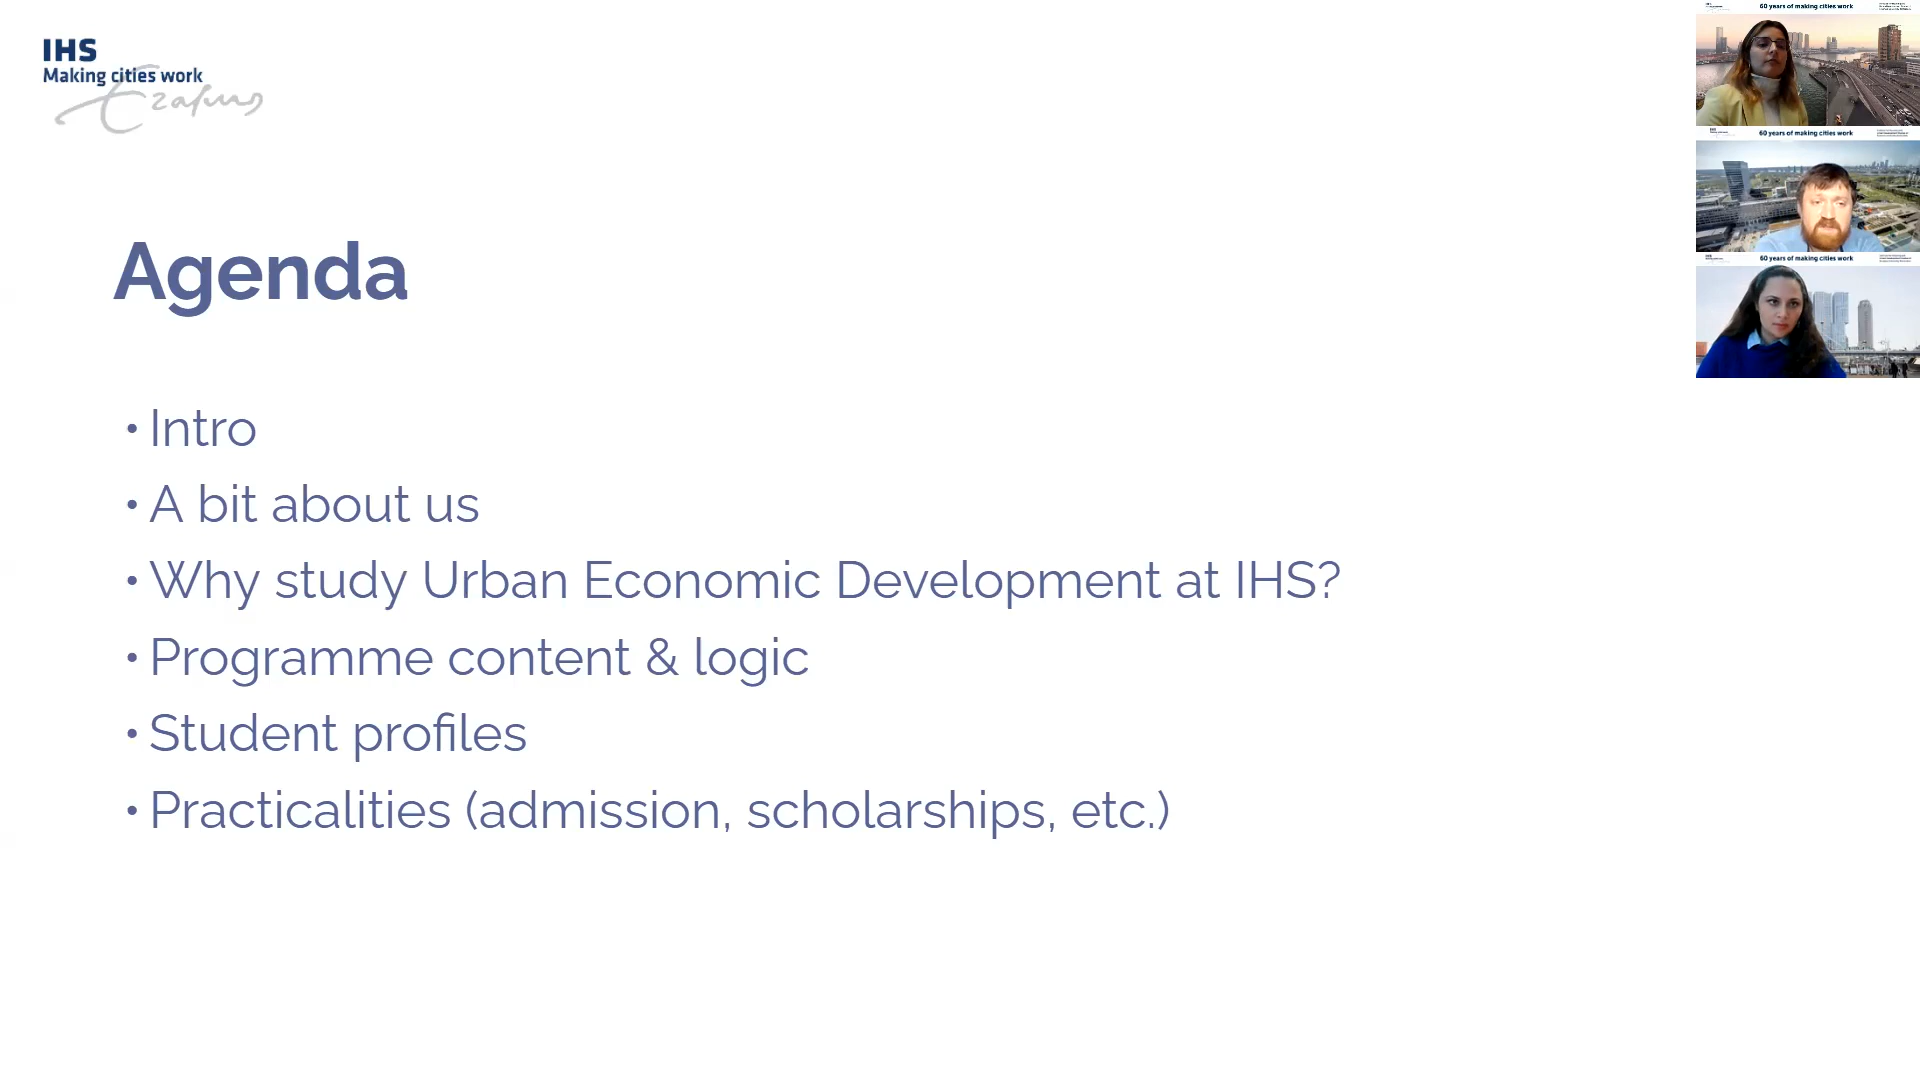 IHS
Making cities work
Erasmus
Agenda
• Intro
• A bit about us
• Why study Urban Economic Development at IHS?
• Programme content & logic
• Student profiles
• Practicalities (admission, scholarships, etc.)
60 years of making cities work
60 years of making cities work
60 years of making cities work